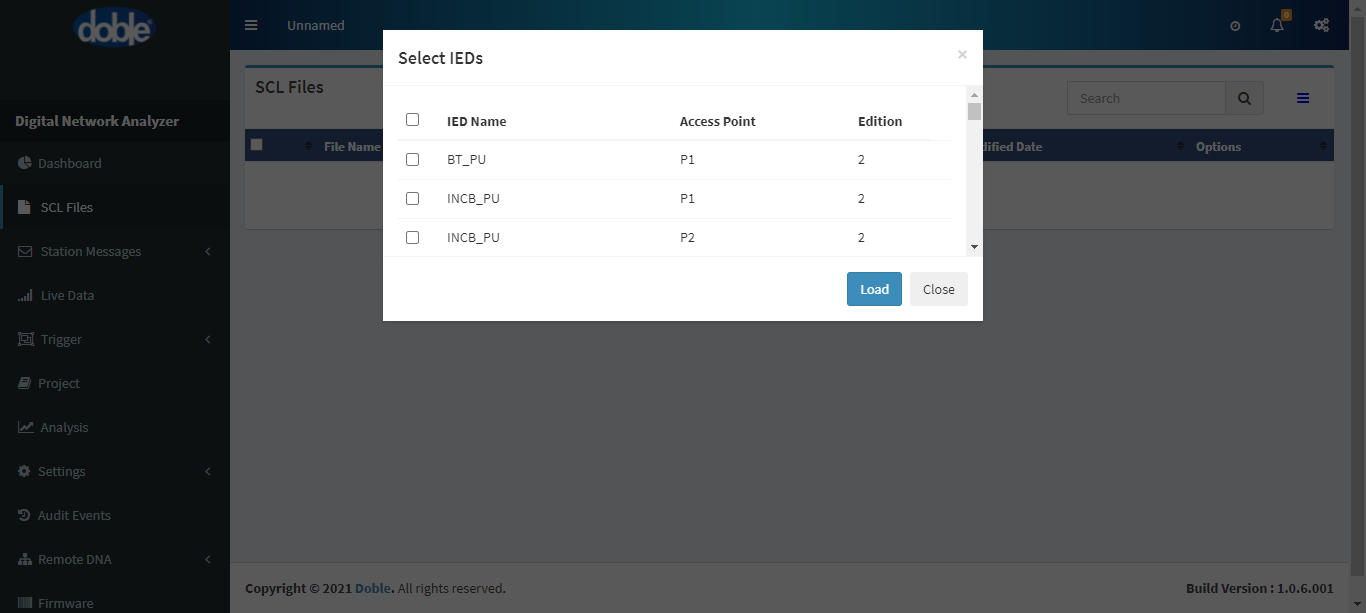 doble
Unnamed
0
Select IEDs
×
SCL Files
Search
Digital Network Analyzer
IED Name Access Point Edition
File Name
dified Date
Options
Dashboard
BT_PU P1 2
SCL Files
INCB_PU P1 2
INCB_PU P2 2
Station Messages
Load Close
Live Data
Trigger
Project
Analysis
Settings
Audit Events
Remote DNA
Firmware
Copyright © 2021 Doble. All rights reserved.
Build Version : 1.0.6.001